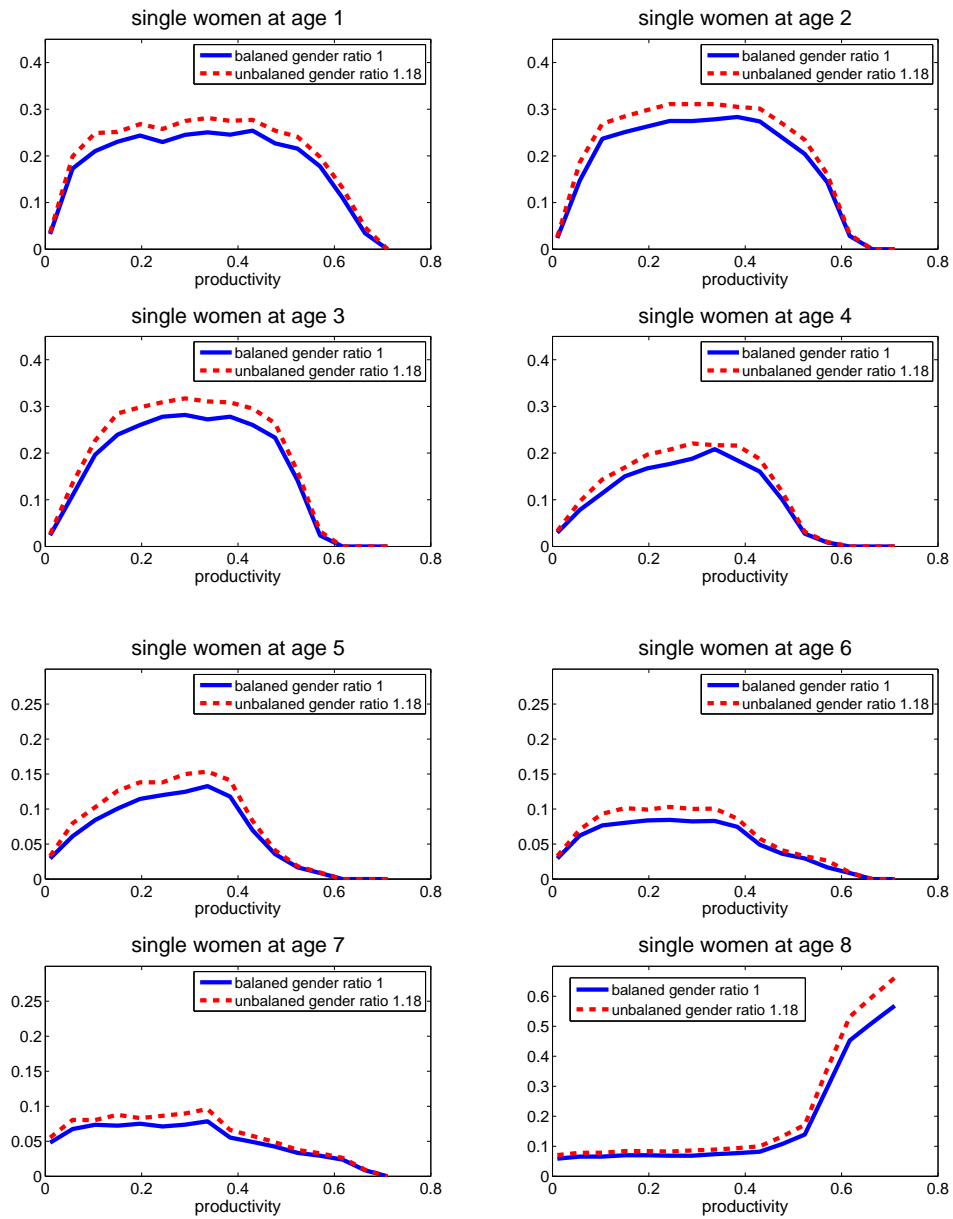 single women at age 1
0.4
0.3
0.2
0.1
0
0 0.2 0.4 0.6 0.8
productivity
balaned gender ratio 1
unbalaned gender ratio 1.18
single women at age 2
0.4
0.3
0.2
0.1
0
0 0.2 0.4 0.6 0.8
productivity
balaned gender ratio 1
unbalaned gender ratio 1.18
single women at age 3
0.4
0.3
0.2
0.1
0
0 0.2 0.4 0.6 0.8
productivity
balaned gender ratio 1
unbalaned gender ratio 1.18
single women at age 4
0.4
0.3
0.2
0.1
0
0 0.2 0.4 0.6 0.8
productivity
balaned gender ratio 1
unbalaned gender ratio 1.18
single women at age 5
0.25
0.2
0.15
0.1
0.05
0
0 0.2 0.4 0.6 0.8
productivity
balaned gender ratio 1
unbalaned gender ratio 1.18
single women at age 6
0.25
0.2
0.15
0.1
0.05
0
0 0.2 0.4 0.6 0.8
productivity
balaned gender ratio 1
unbalaned gender ratio 1.18
single women at age 7
0.25
0.2
0.15
0.1
0.05
0
0 0.2 0.4 0.6 0.8
productivity
balaned gender ratio 1
unbalaned gender ratio 1.18
single women at age 8
0.6
0.5
0.4
0.3
0.2
0.1
0
0 0.2 0.4 0.6 0.8
productivity
balaned gender ratio 1
unbalaned gender ratio 1.18